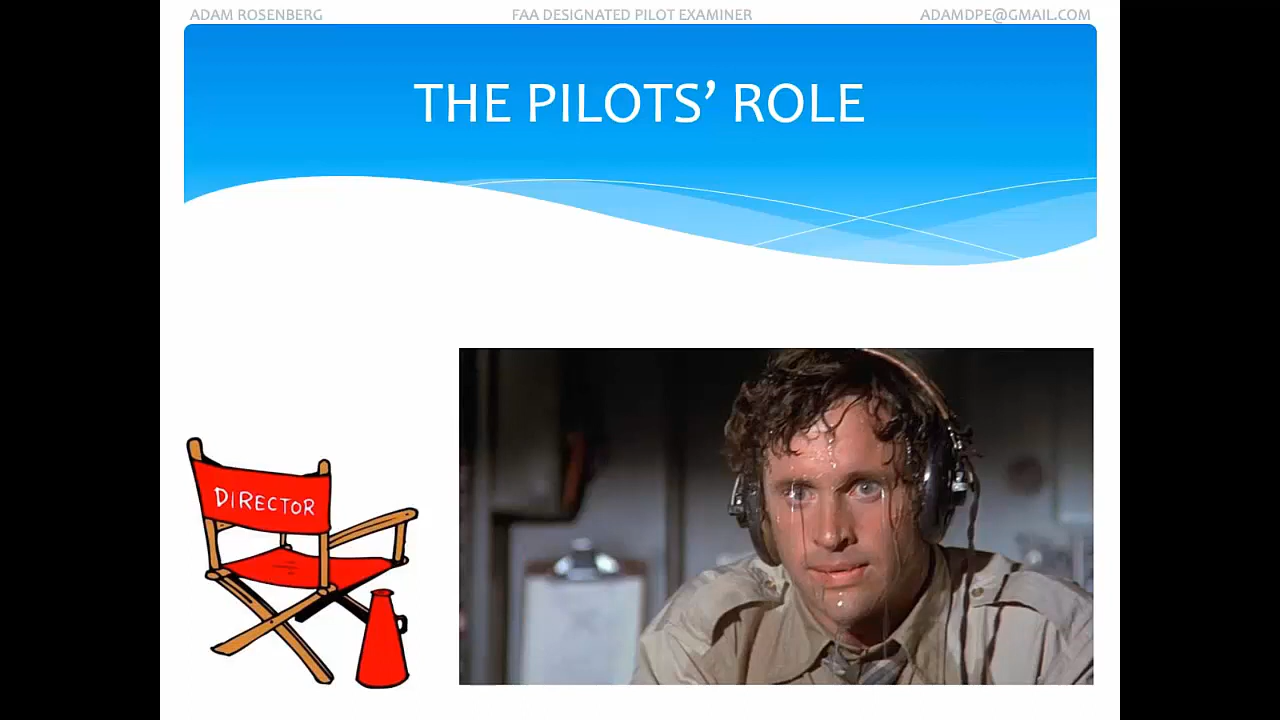 ADAM ROSENBERG FAA DESIGNATED PILOT EXAMINER ADAMDPE@GMAIL.COM
THE PILOTS’ ROLE
DIRECTOR